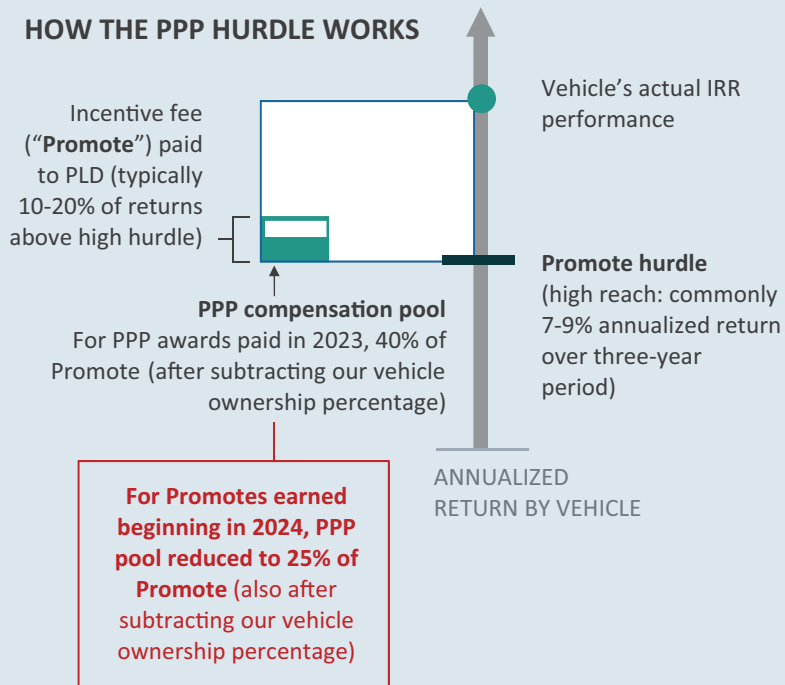 HOW THE PPP HURDLE WORKS
Incentive fee
(“Promote”) paid
to PLD (typically
10-20% of returns
above high hurdle)
Vehicle’s actual IRR
performance
Promote hurdle
(high reach: commonly
7-9% annualized return
over three-year
period)
PPP compensation pool
For PPP awards paid in 2023, 40% of
Promote (after subtracting our vehicle
ownership percentage)
For Promotes earned
beginning in 2024, PPP
pool reduced to 25% of
Promote (also after
subtracting our vehicle
ownership percentage)
ANNUALIZED
RETURN BY VEHICLE